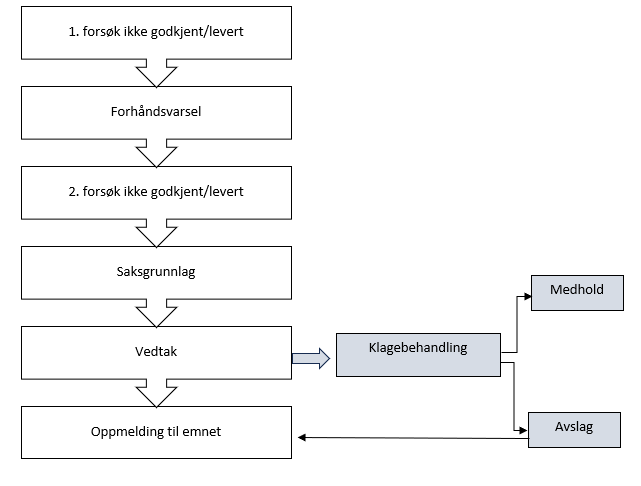 1. forsøk ikke godkjent/levert
Forhåndsvarsel
2. forsøk ikke godkjent/levert
Saksgrunnlag
Vedtak
Oppmelding til emnet
Klagebehandling
Medhold
Avslag